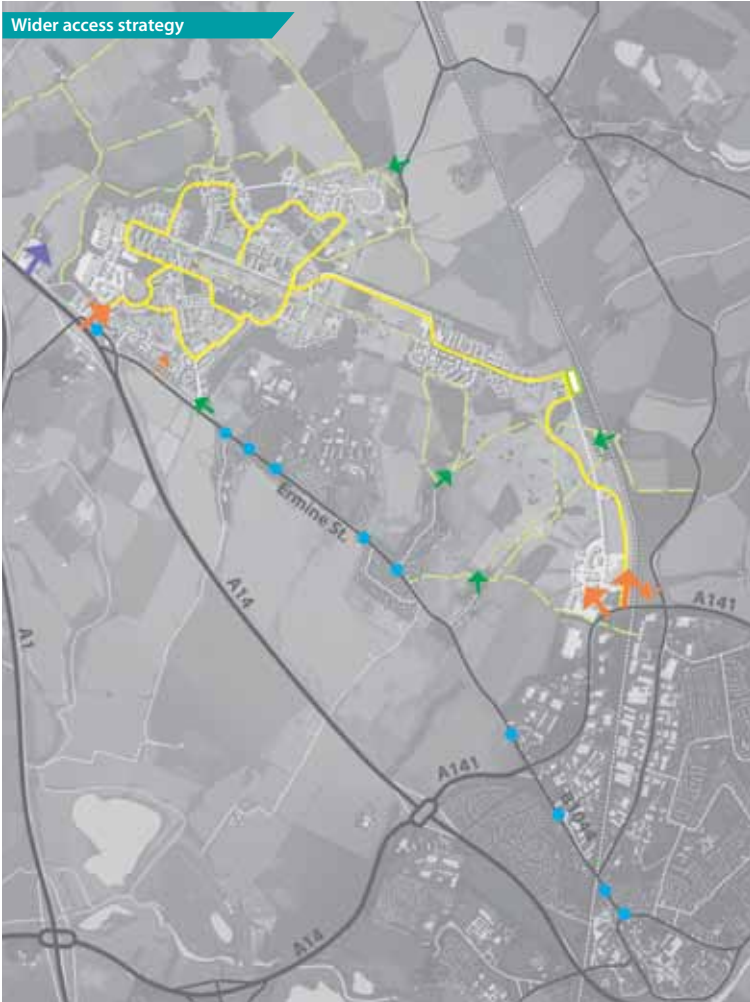 Wider access strategy
Ermine St.
A14
A141
A1
A141
B1044
A14